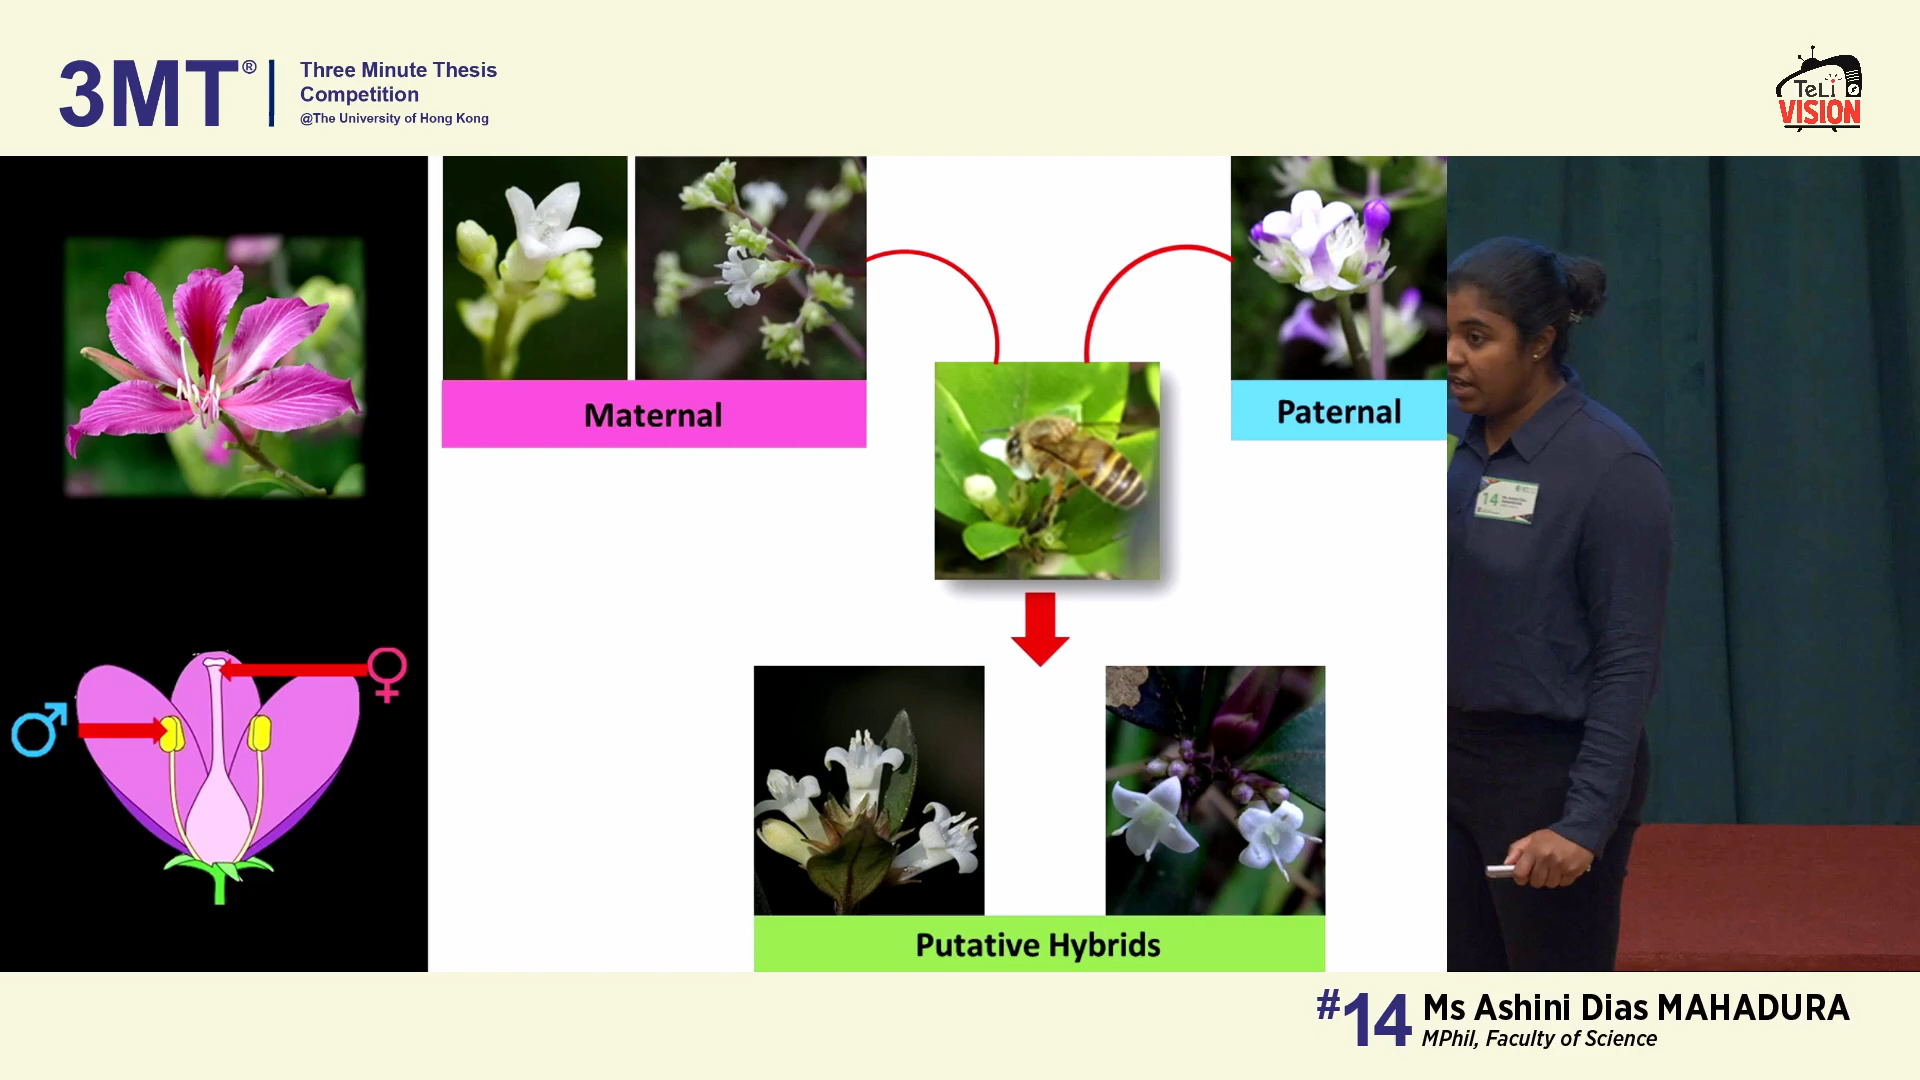 3MT®
Three Minute Thesis
Competition
@The University of Hong Kong
TeLi
VISION
Maternal
Paternal
Putative Hybrids
14
#14 Ms Ashini Dias MAHADURA
MPhil, Faculty of Science